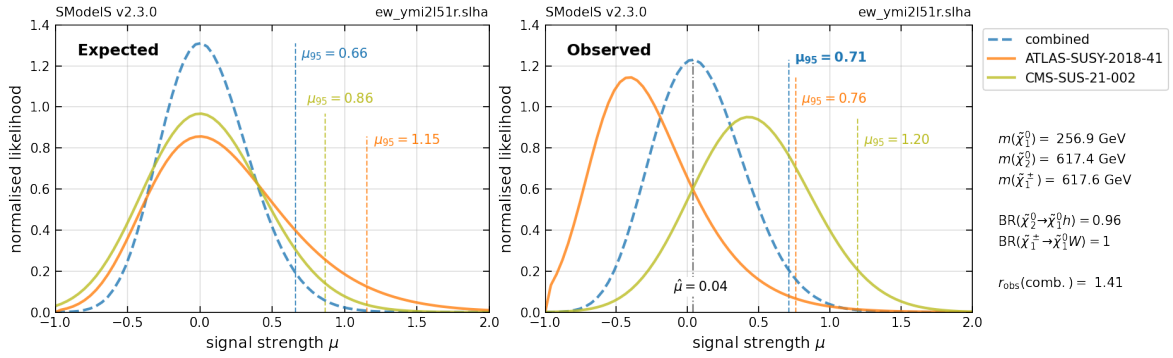 SModelS v2.3.0 ew_ymi2l51r.slha
Expected
μ95 = 0.66
μ95 = 0.86
μ95 = 1.15
normalised likelihood
0.0 0.2 0.4 0.6 0.8 1.0 1.2 1.4
−1.0 −0.5 0.0 0.5 1.0 1.5 2.0
signal strength μ
SModelS v2.3.0 ew_ymi2l51r.slha
Observed
μ95 = 0.71
μ95 = 0.76
μ95 = 1.20
μ̂ = 0.04
normalised likelihood
0.0 0.2 0.4 0.6 0.8 1.0 1.2 1.4
−1.0 −0.5 0.0 0.5 1.0 1.5 2.0
signal strength μ
combined
ATLAS-SUSY-2018-41
CMS-SUS-21-002
m(χ̃⁰₁) = 256.9 GeV
m(χ̃⁰₂) = 617.4 GeV
m(χ̃±₁) = 617.6 GeV
BR(χ̃⁰₂→χ̃⁰₁h) = 0.96
BR(χ̃±₁→χ̃⁰₁W) = 1
robs(comb.) = 1.41